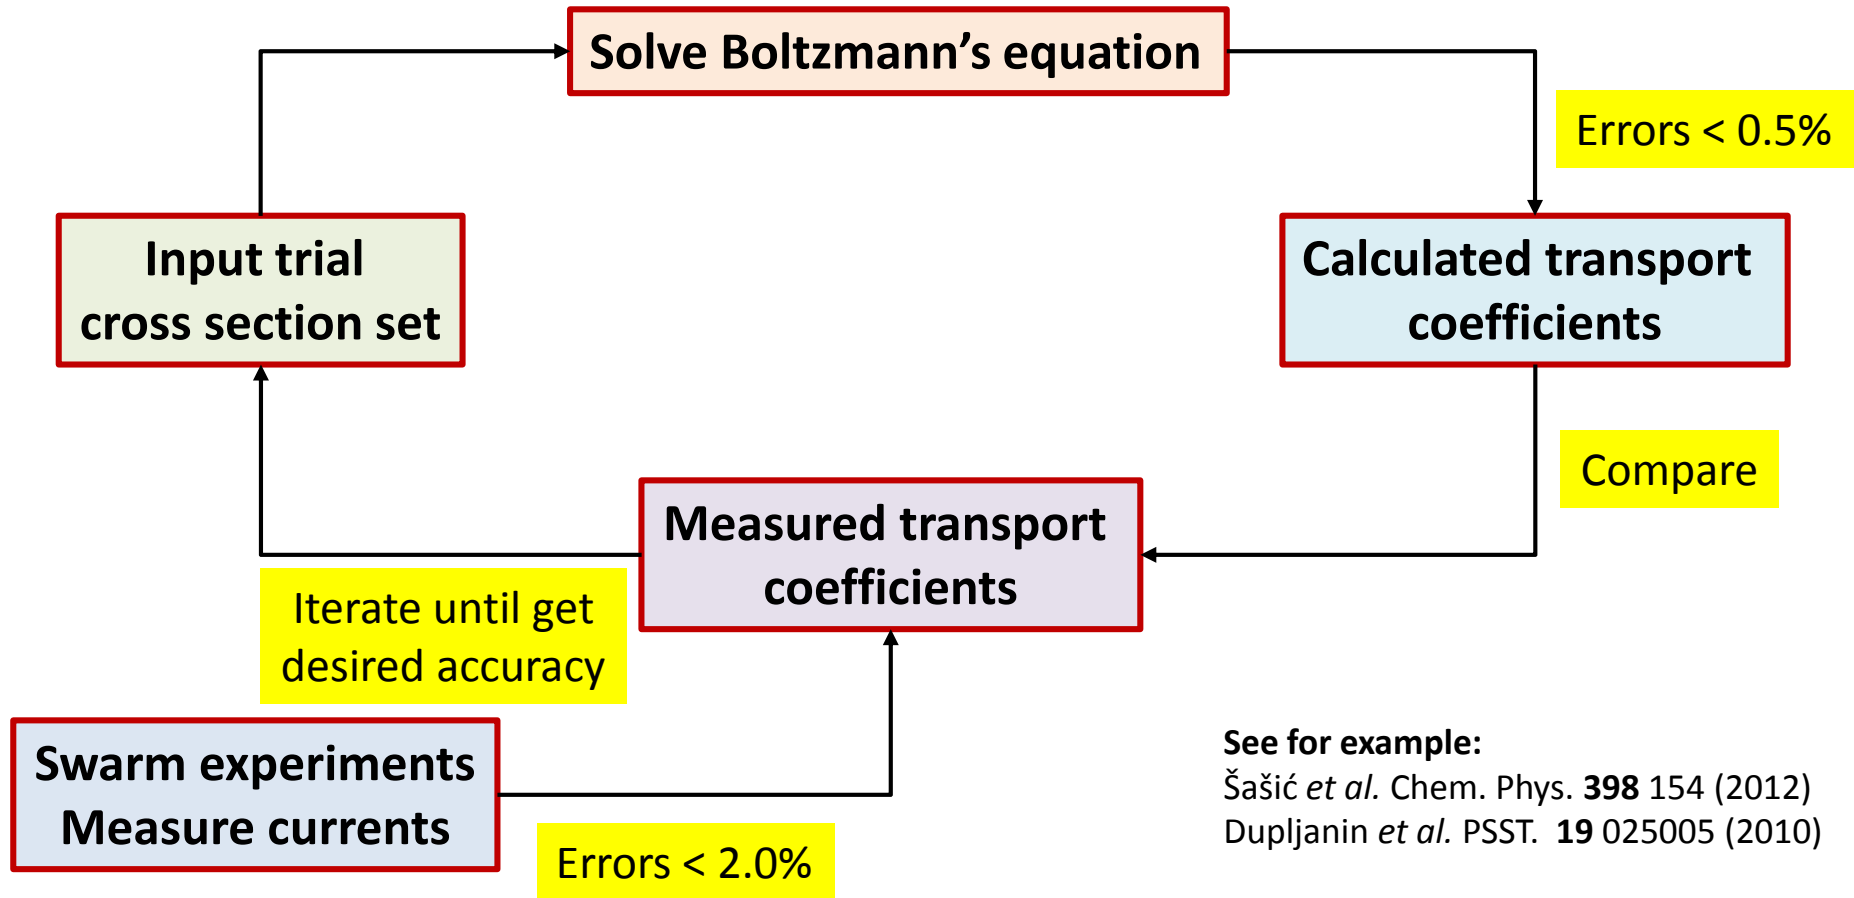 Solve Boltzmann’s equation
Errors < 0.5%
Input trial
cross section set
Calculated transport
coefficients
Compare
Measured transport
coefficients
Iterate until get
desired accuracy
Swarm experiments
Measure currents
Errors < 2.0%
See for example:
Šašić et al. Chem. Phys. 398 154 (2012)
Dupljanin et al. PSST. 19 025005 (2010)